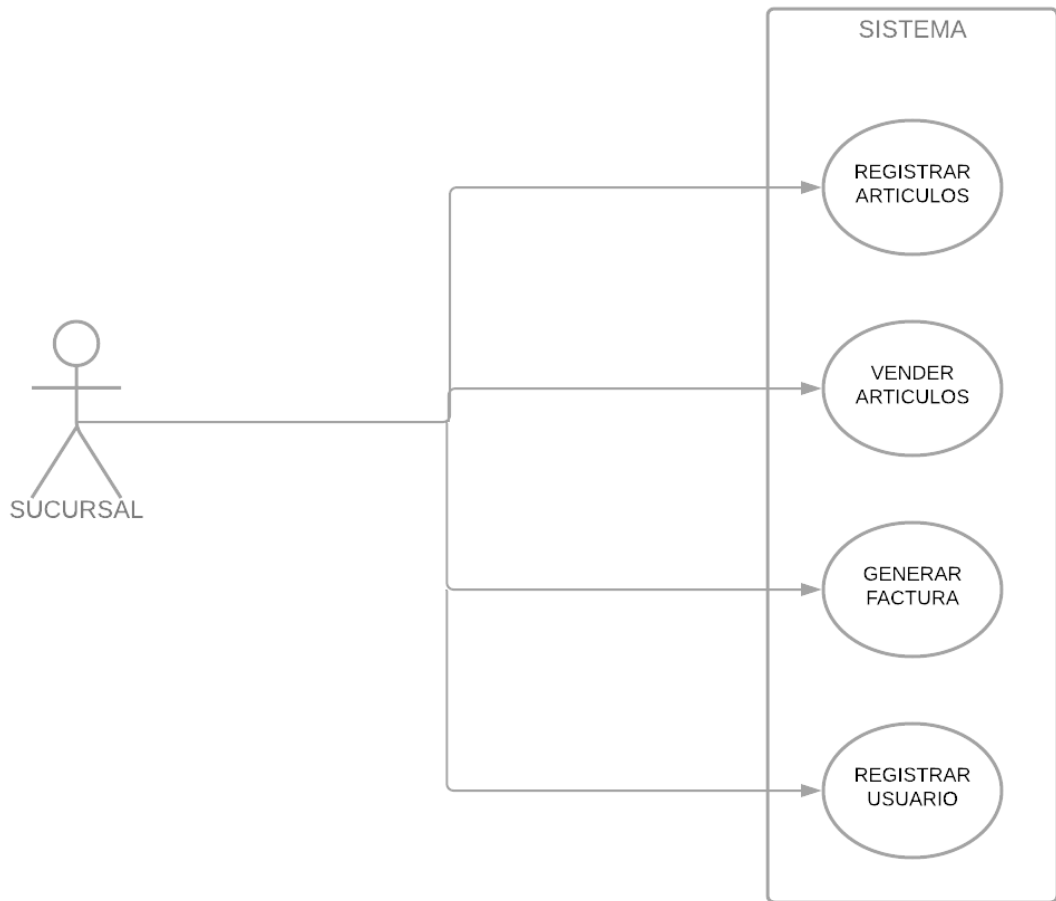 SISTEMA
REGISTRAR
ARTICULOS
VENDER
ARTICULOS
SUCURSAL
GENERAR
FACTURA
REGISTRAR
USUARIO